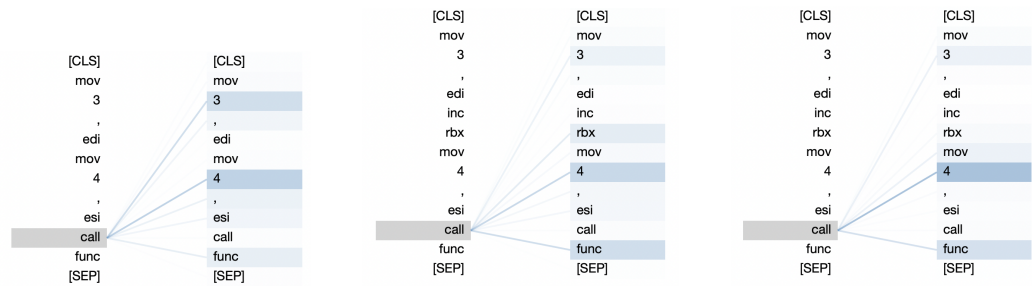 [CLS] [CLS]
mov mov
3 3
, ,
edi edi
mov mov
4 4
, ,
esi esi
call call
func func
[SEP] [SEP]
[CLS] [CLS]
mov mov
3 3
, ,
edi edi
inc inc
rbx rbx
mov mov
4 4
, ,
esi esi
call call
func func
[SEP] [SEP]
[CLS] [CLS]
mov mov
3 3
, ,
edi edi
inc inc
rbx rbx
mov mov
4 4
, ,
esi esi
call call
func func
[SEP] [SEP]